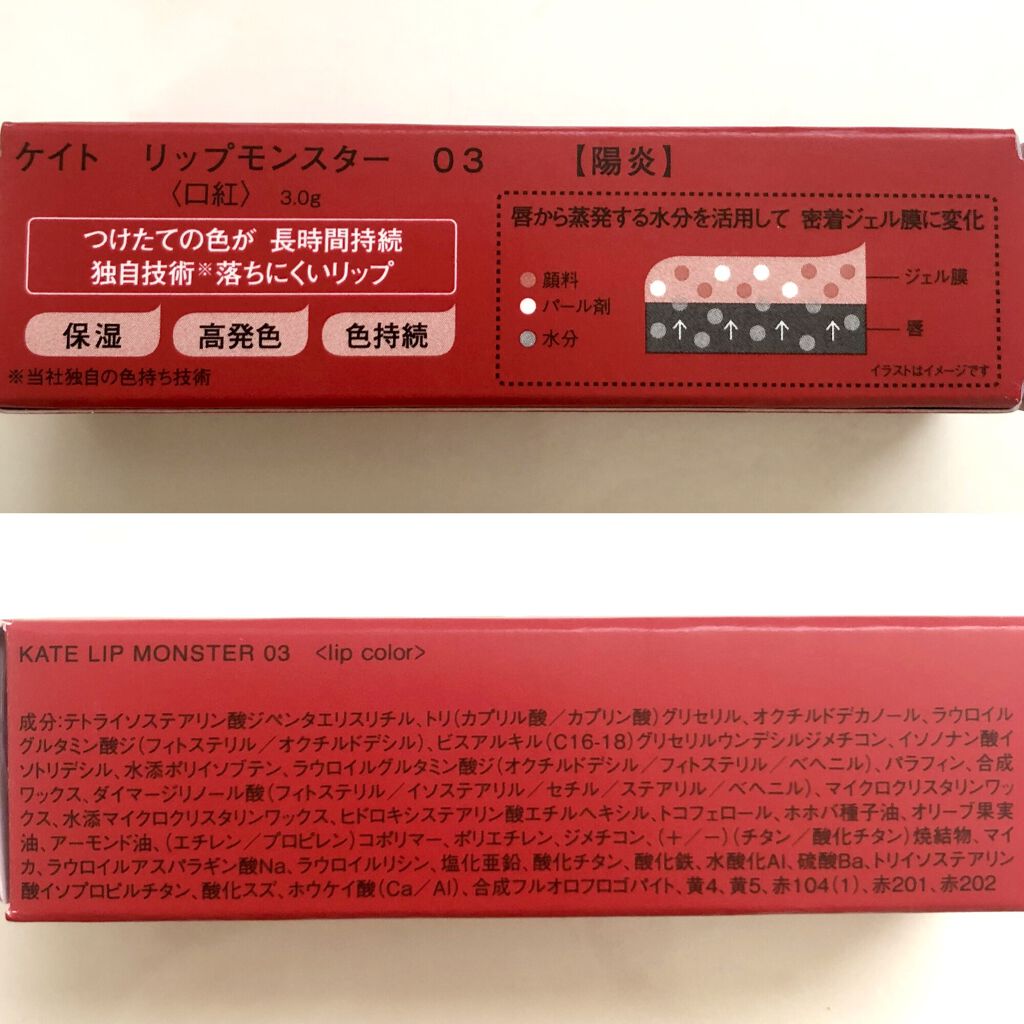 ケイト リップモンスター 03 【陽炎】
〈口紅〉 3.0g
つけたての色が 長時間持続
独自技術※落ちにくいリップ
保湿 高発色 色持続
※当社独自の色持ち技術
唇から蒸発する水分を活用して 密着ジェル膜に変化
顔料
パール剤
水分
ジェル膜
唇
イラストはイメージです
KATE LIP MONSTER 03 <lip color>
成分:テトライソステアリン酸ジペンタエリスリチル、トリ(カプリル酸/カプリン酸)グリセリル、オクチルドデカノール、ラウロイル
グルタミン酸ジ(フィトステリル/オクチルドデシル)、ビスアルキル(C16-18)グリセリルウンデシルジメチコン、イソノナン酸イ
ソトリデシル、水添ポリイソブテン、ラウロイルグルタミン酸ジ(オクチルドデシル/フィトステリル/ベヘニル)、パラフィン、合成
ワックス、ダイマージリノール酸(フィトステリル/イソステアリル/セチル/ステアリル/ベヘニル)、マイクロクリスタリンワッ
クス、水添マイクロクリスタリンワックス、ヒドロキシステアリン酸エチルヘキシル、トコフェロール、ホホバ種子油、オリーブ果実
油、アーモンド油、(エチレン/プロピレン)コポリマー、ポリエチレン、ジメチコン、(+/−)(チタン/酸化チタン)焼結物、マイ
カ、ラウロイルアスパラギン酸Na、ラウロイルリシン、塩化亜鉛、酸化チタン、酸化鉄、水酸化Al、硫酸Ba、トリイソステアリン
酸イソプロピルチタン、酸化スズ、ホウケイ酸(Ca/Al)、合成フルオロフロゴパイト、黄4、黄5、赤104(1)、赤201、赤202